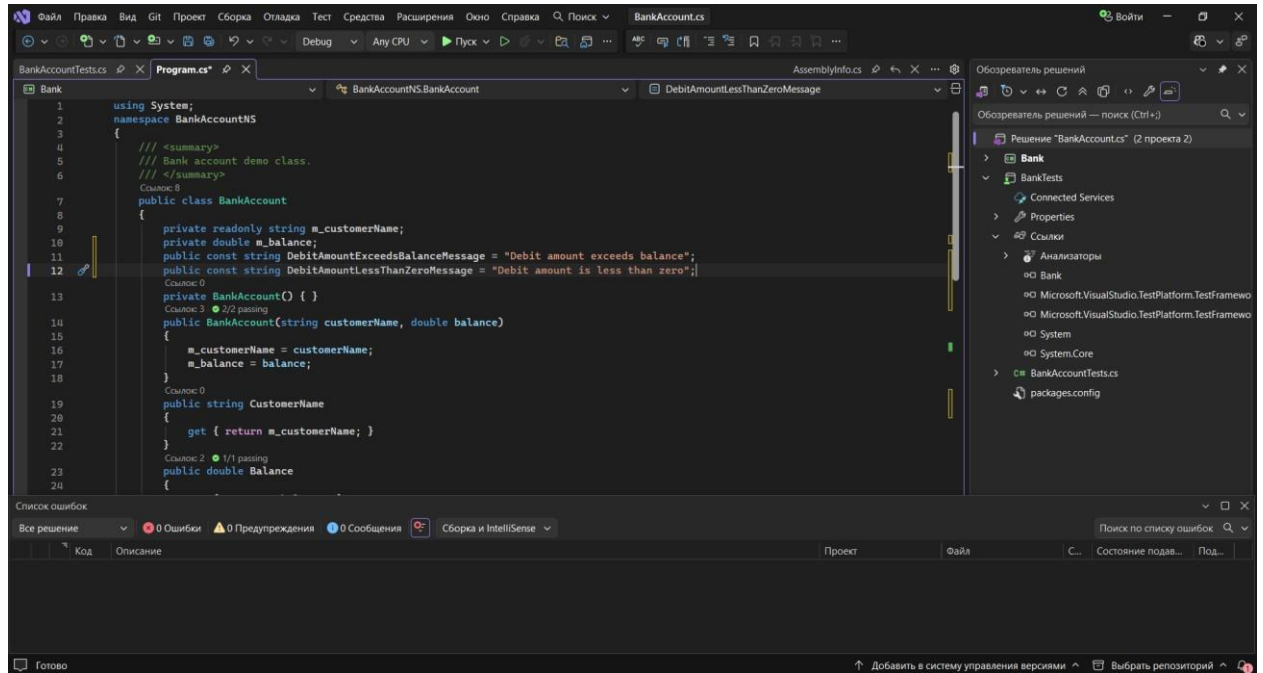 Файл Правка Вид Git Проект Сборка Отладка Тест Средства Расширения Окно Справка Поиск BankAccount.cs Войти
Debug Any CPU Пуск
BankAccountTests.cs Program.cs* AssemblyInfo.cs
Bank BankAccountNS.BankAccount DebitAmountLessThanZeroMessage
1 using System;
2 namespace BankAccountNS
3 {
4 /// <summary>
5 /// Bank account demo class.
6 /// </summary>
Ссылок: 8
7 public class BankAccount
8 {
9 private readonly string m_customerName;
10 private double m_balance;
11 public const string DebitAmountExceedsBalanceMessage = "Debit amount exceeds balance";
12 public const string DebitAmountLessThanZeroMessage = "Debit amount is less than zero";
Ссылок: 0
13 private BankAccount() { }
Ссылок: 3 2/2 passing
14 public BankAccount(string customerName, double balance)
15 {
16 m_customerName = customerName;
17 m_balance = balance;
18 }
Ссылок: 0
19 public string CustomerName
20 {
21 get { return m_customerName; }
22 }
Ссылок: 2 1/1 passing
23 public double Balance
24 {
Обозреватель решений
Обозреватель решений — поиск (Ctrl+;)
Решение "BankAccount.cs" (2 проекта 2)
Bank
BankTests
Connected Services
Properties
Ссылки
Анализаторы
Bank
Microsoft.VisualStudio.TestPlatform.TestFramewo
Microsoft.VisualStudio.TestPlatform.TestFramewo
System
System.Core
C# BankAccountTests.cs
packages.config
Список ошибок
Все решение 0 Ошибки 0 Предупреждения 0 Сообщения Сборка и IntelliSense Поиск по списку ошибок
Код Описание Проект Файл С... Состояние подав... Под...
Готово Добавить в систему управления версиями Выбрать репозиторий 1